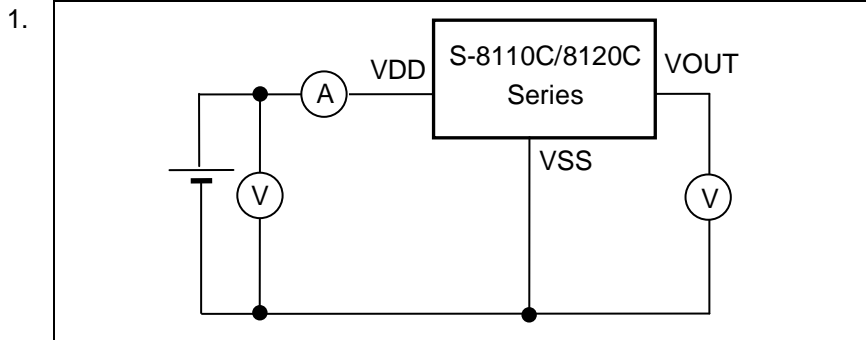 1.
S-8110C/8120C
Series
VDD
VOUT
A
VSS
V
V